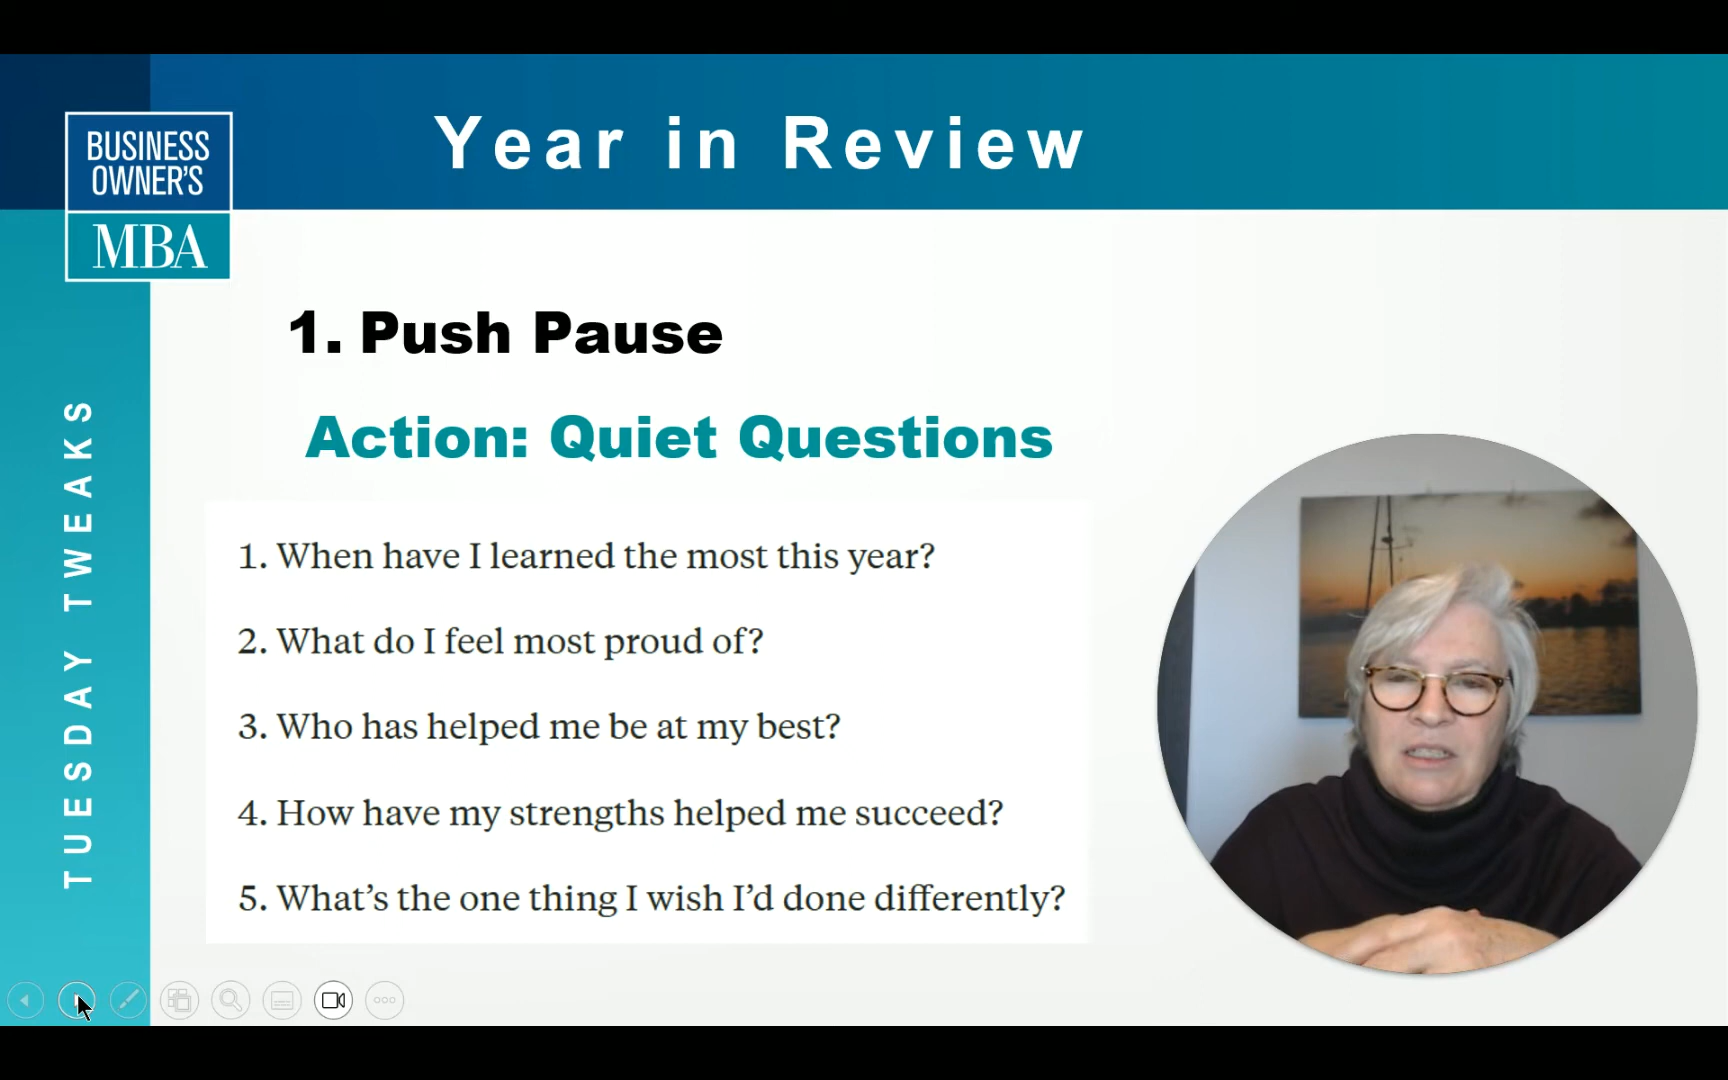 Year in Review
BUSINESS
OWNER'S
MBA
TUESDAY TWEAKS
1. Push Pause
Action: Quiet Questions
1. When have I learned the most this year?
2. What do I feel most proud of?
3. Who has helped me be at my best?
4. How have my strengths helped me succeed?
5. What’s the one thing I wish I’d done differently?